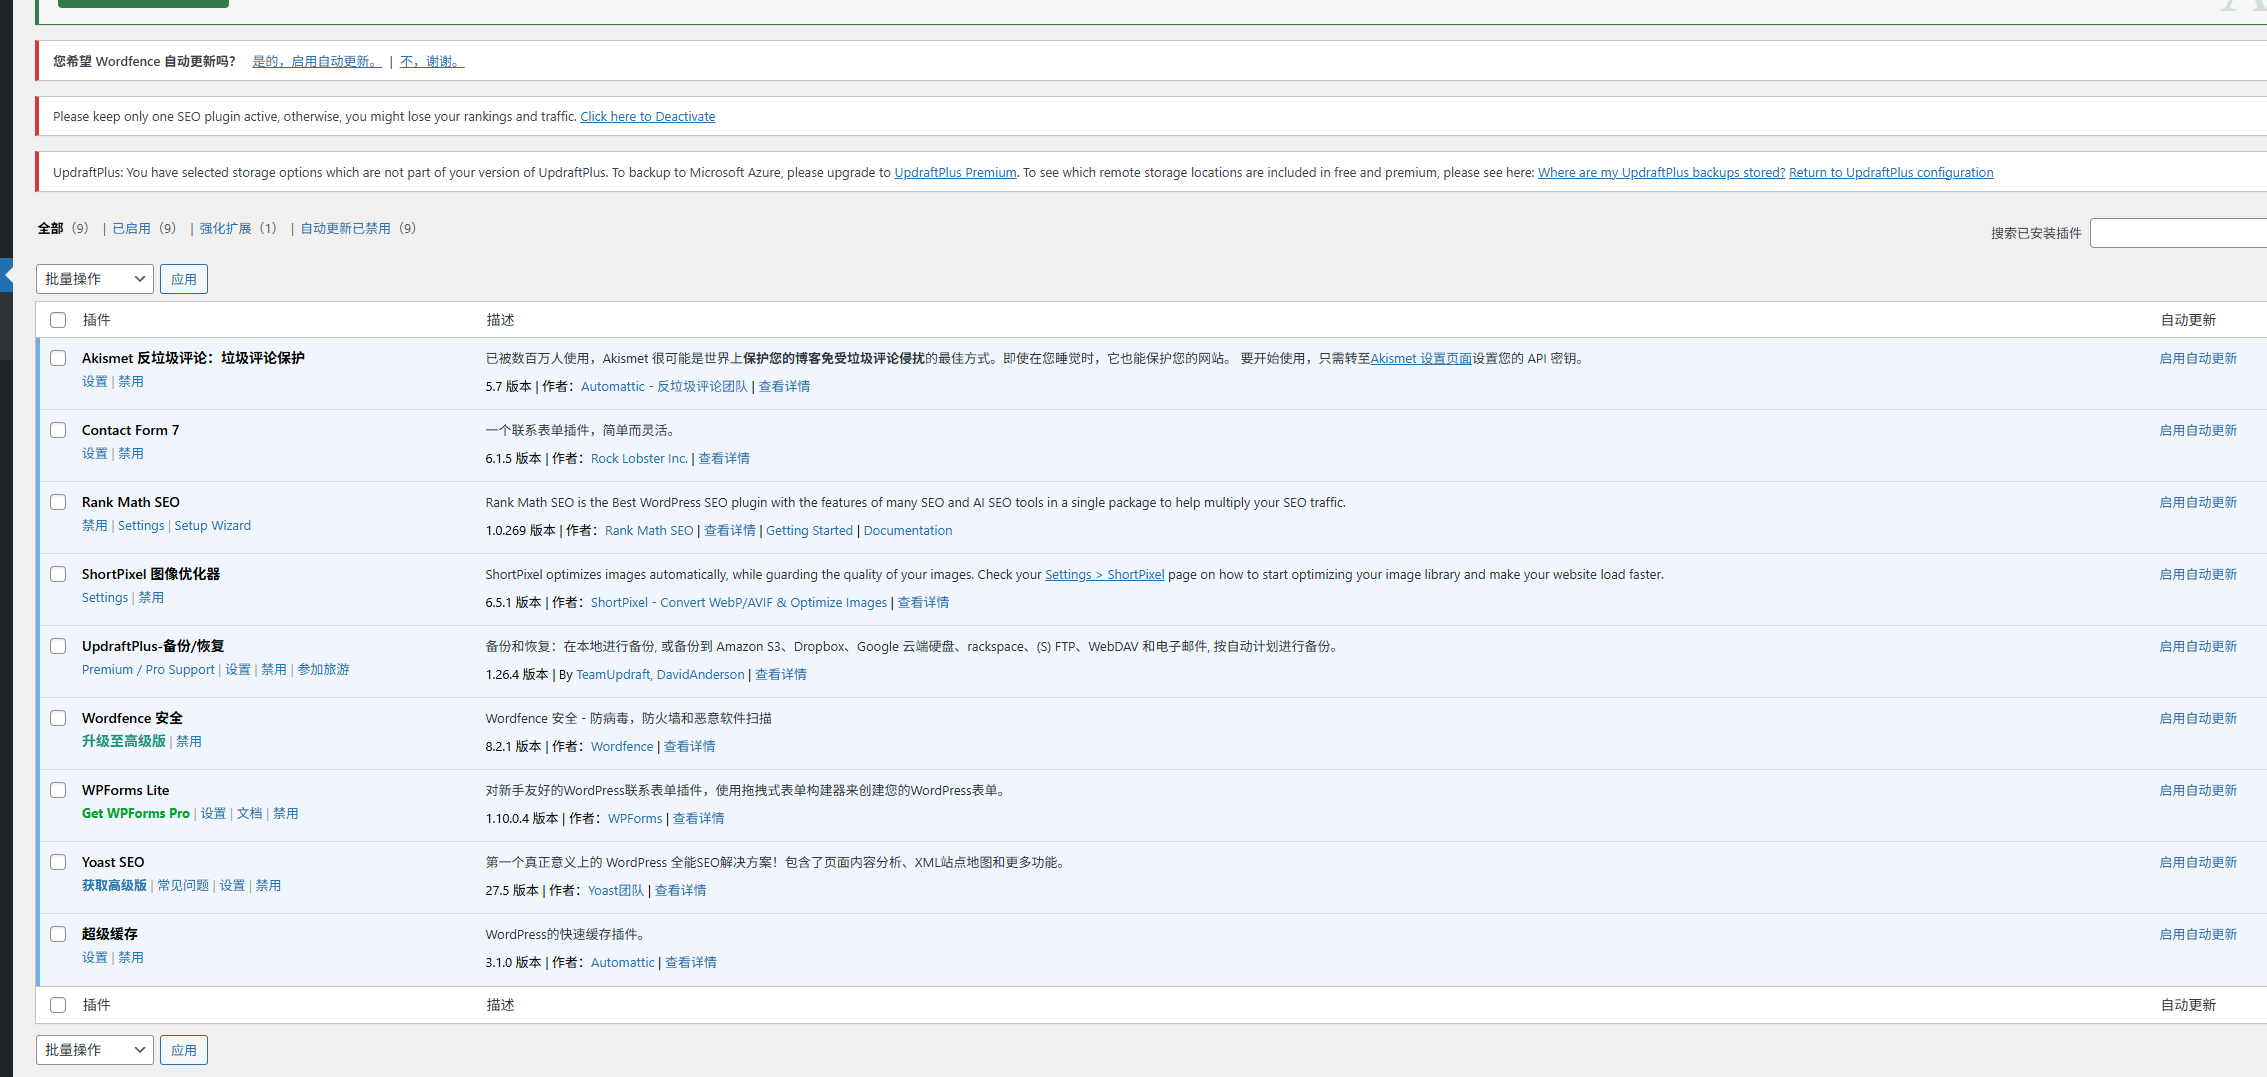 您希望 Wordfence 自动更新吗? 是的，启用自动更新。 | 不，谢谢。
Please keep only one SEO plugin active, otherwise, you might lose your rankings and traffic. Click here to Deactivate
UpdraftPlus: You have selected storage options which are not part of your version of UpdraftPlus. To backup to Microsoft Azure, please upgrade to UpdraftPlus Premium. To see which remote storage locations are included in free and premium, please see here: Where are my UpdraftPlus backups stored? Return to UpdraftPlus configuration
全部（9） | 已启用（9） | 强化扩展（1） | 自动更新已禁用（9）
搜索已安装插件
批量操作 应用
插件 描述 自动更新
Akismet 反垃圾评论：垃圾评论保护 已被数百万人使用，Akismet 很可能是世界上保护您的博客免受垃圾评论侵扰的最佳方式。即使在您睡觉时，它也能保护您的网站。 要开始使用，只需转至Akismet 设置页面设置您的 API 密钥。 启用自动更新
设置 | 禁用 5.7 版本 | 作者：Automattic - 反垃圾评论团队 | 查看详情
Contact Form 7 一个联系表单插件，简单而灵活。 启用自动更新
设置 | 禁用 6.1.5 版本 | 作者：Rock Lobster Inc. | 查看详情
Rank Math SEO Rank Math SEO is the Best WordPress SEO plugin with the features of many SEO and AI SEO tools in a single package to help multiply your SEO traffic. 启用自动更新
禁用 | Settings | Setup Wizard 1.0.269 版本 | 作者：Rank Math SEO | 查看详情 | Getting Started | Documentation
ShortPixel 图像优化器 ShortPixel optimizes images automatically, while guarding the quality of your images. Check your Settings > ShortPixel page on how to start optimizing your image library and make your website load faster. 启用自动更新
Settings | 禁用 6.5.1 版本 | 作者：ShortPixel - Convert WebP/AVIF & Optimize Images | 查看详情
UpdraftPlus-备份/恢复 备份和恢复：在本地进行备份, 或备份到 Amazon S3、Dropbox、Google 云端硬盘、rackspace、(S) FTP、WebDAV 和电子邮件, 按自动计划进行备份。 启用自动更新
Premium / Pro Support | 设置 | 禁用 | 参加旅游 1.26.4 版本 | By TeamUpdraft, DavidAnderson | 查看详情
Wordfence 安全 Wordfence 安全 - 防病毒，防火墙和恶意软件扫描 启用自动更新
升级至高级版 | 禁用 8.2.1 版本 | 作者：Wordfence | 查看详情
WPForms Lite 对新手友好的WordPress联系表单插件，使用拖拽式表单构建器来创建您的WordPress表单。 启用自动更新
Get WPForms Pro | 设置 | 文档 | 禁用 1.10.0.4 版本 | 作者：WPForms | 查看详情
Yoast SEO 第一个真正意义上的 WordPress 全能SEO解决方案！包含了页面内容分析、XML站点地图和更多功能。 启用自动更新
获取高级版 | 常见问题 | 设置 | 禁用 27.5 版本 | 作者：Yoast团队 | 查看详情
超级缓存 WordPress的快速缓存插件。 启用自动更新
设置 | 禁用 3.1.0 版本 | 作者：Automattic | 查看详情
插件 描述 自动更新
批量操作 应用